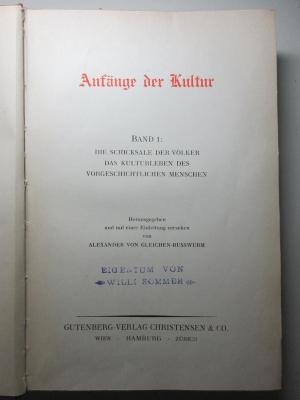 Anfänge der Kultur
BAND 1:
DIE SCHICKSALE DER VÖLKER
DAS KULTURLEBEN DES
VORGESCHICHTLICHEN MENSCHEN
Herausgegeben
und mit einer Einleitung versehen
von
ALEXANDER VON GLEICHEN-RUSSWURM
EIGENTUM VON
WILLI SOMMER
GUTENBERG-VERLAG CHRISTENSEN & CO.
WIEN · HAMBURG · ZÜRICH